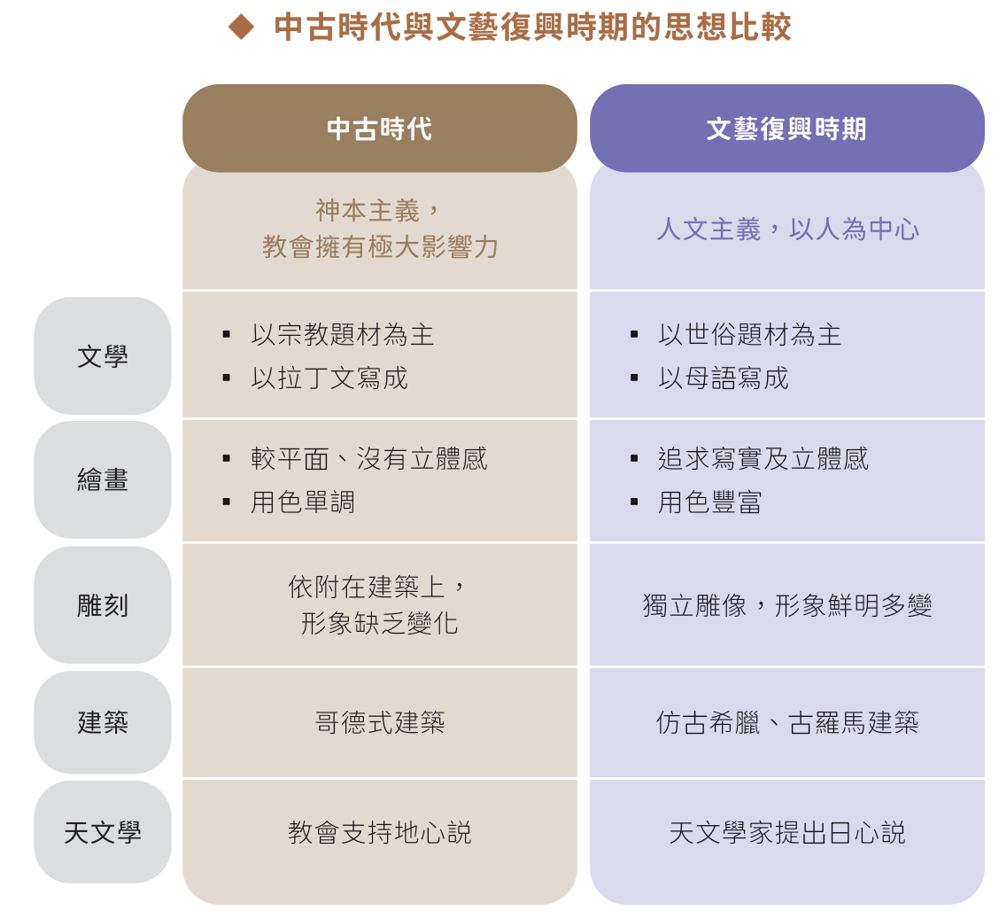 ◆ 中古時代與文藝復興時期的思想比較
中古時代
文藝復興時期
神本主義，
教會擁有極大影響力
人文主義，以人為中心
文學
▪ 以宗教題材為主
▪ 以拉丁文寫成
▪ 以世俗題材為主
▪ 以母語寫成
繪畫
▪ 較平面、沒有立體感
▪ 用色單調
▪ 追求寫實及立體感
▪ 用色豐富
雕刻
依附在建築上，
形象缺乏變化
獨立雕像，形象鮮明多變
建築
哥德式建築
仿古希臘、古羅馬建築
天文學
教會支持地心説
天文學家提出日心説